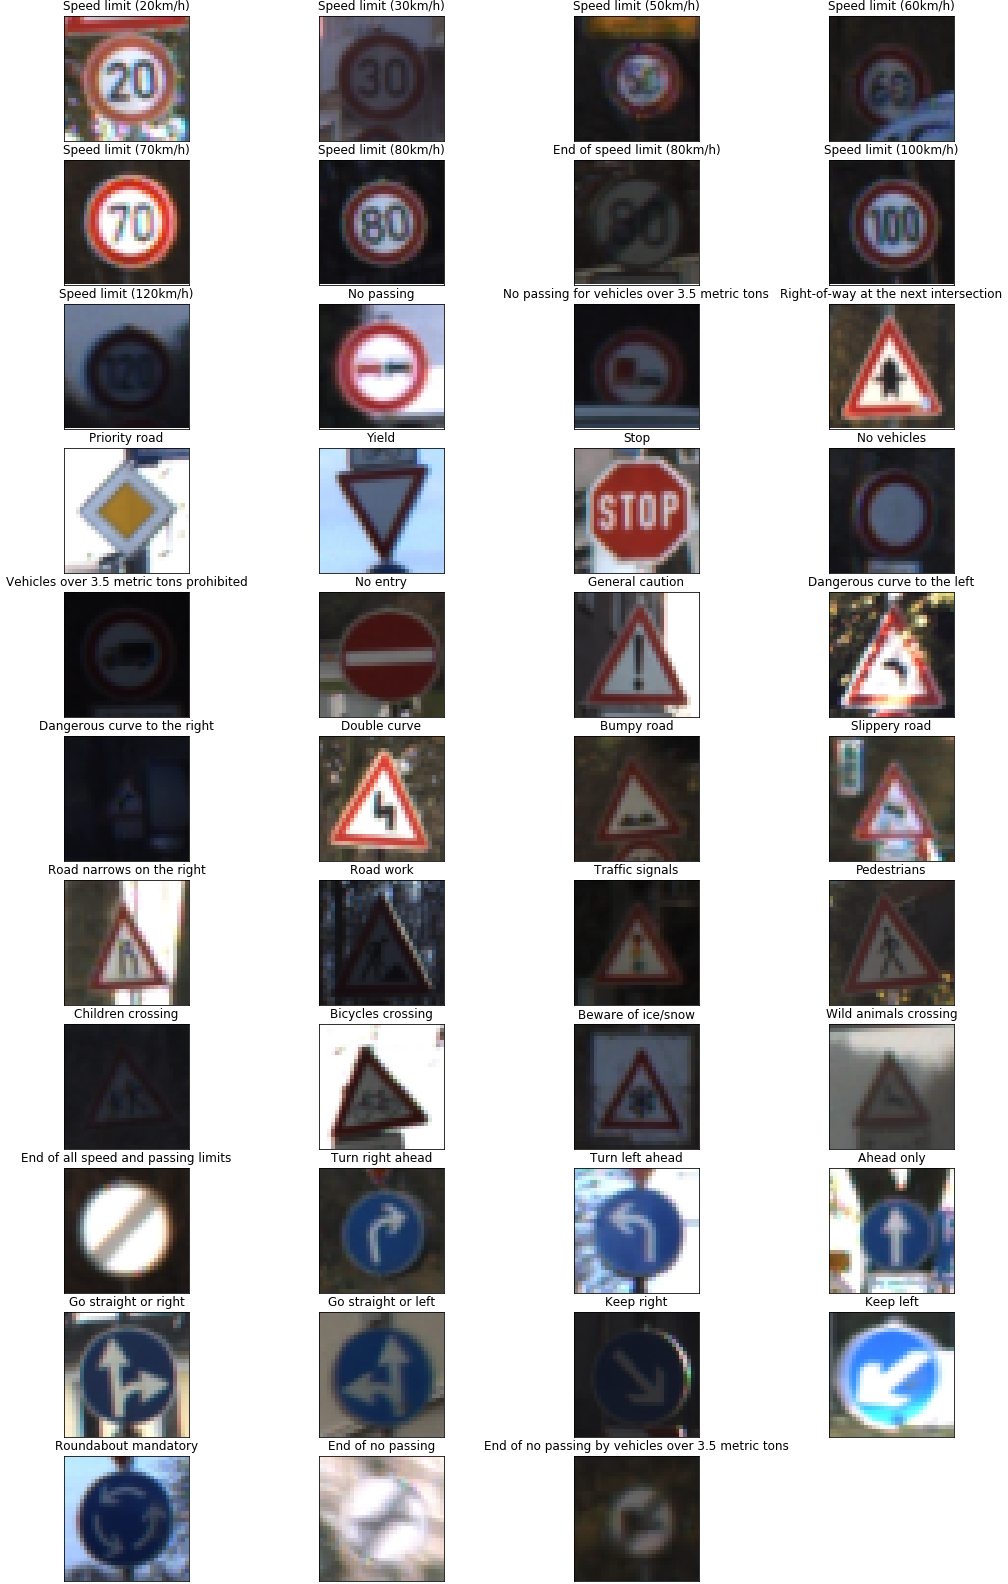 Speed limit (20km/h) Speed limit (30km/h) Speed limit (50km/h) Speed limit (60km/h)
20 30 50 60
Speed limit (70km/h) Speed limit (80km/h) End of speed limit (80km/h) Speed limit (100km/h)
70 80 80 100
Speed limit (120km/h) No passing No passing for vehicles over 3.5 metric tons Right-of-way at the next intersection
120
Priority road Yield Stop No vehicles
STOP
Vehicles over 3.5 metric tons prohibited No entry General caution Dangerous curve to the left
Dangerous curve to the right Double curve Bumpy road Slippery road
Road narrows on the right Road work Traffic signals Pedestrians
Children crossing Bicycles crossing Beware of ice/snow Wild animals crossing
End of all speed and passing limits Turn right ahead Turn left ahead Ahead only
Go straight or right Go straight or left Keep right Keep left
Roundabout mandatory End of no passing End of no passing by vehicles over 3.5 metric tons